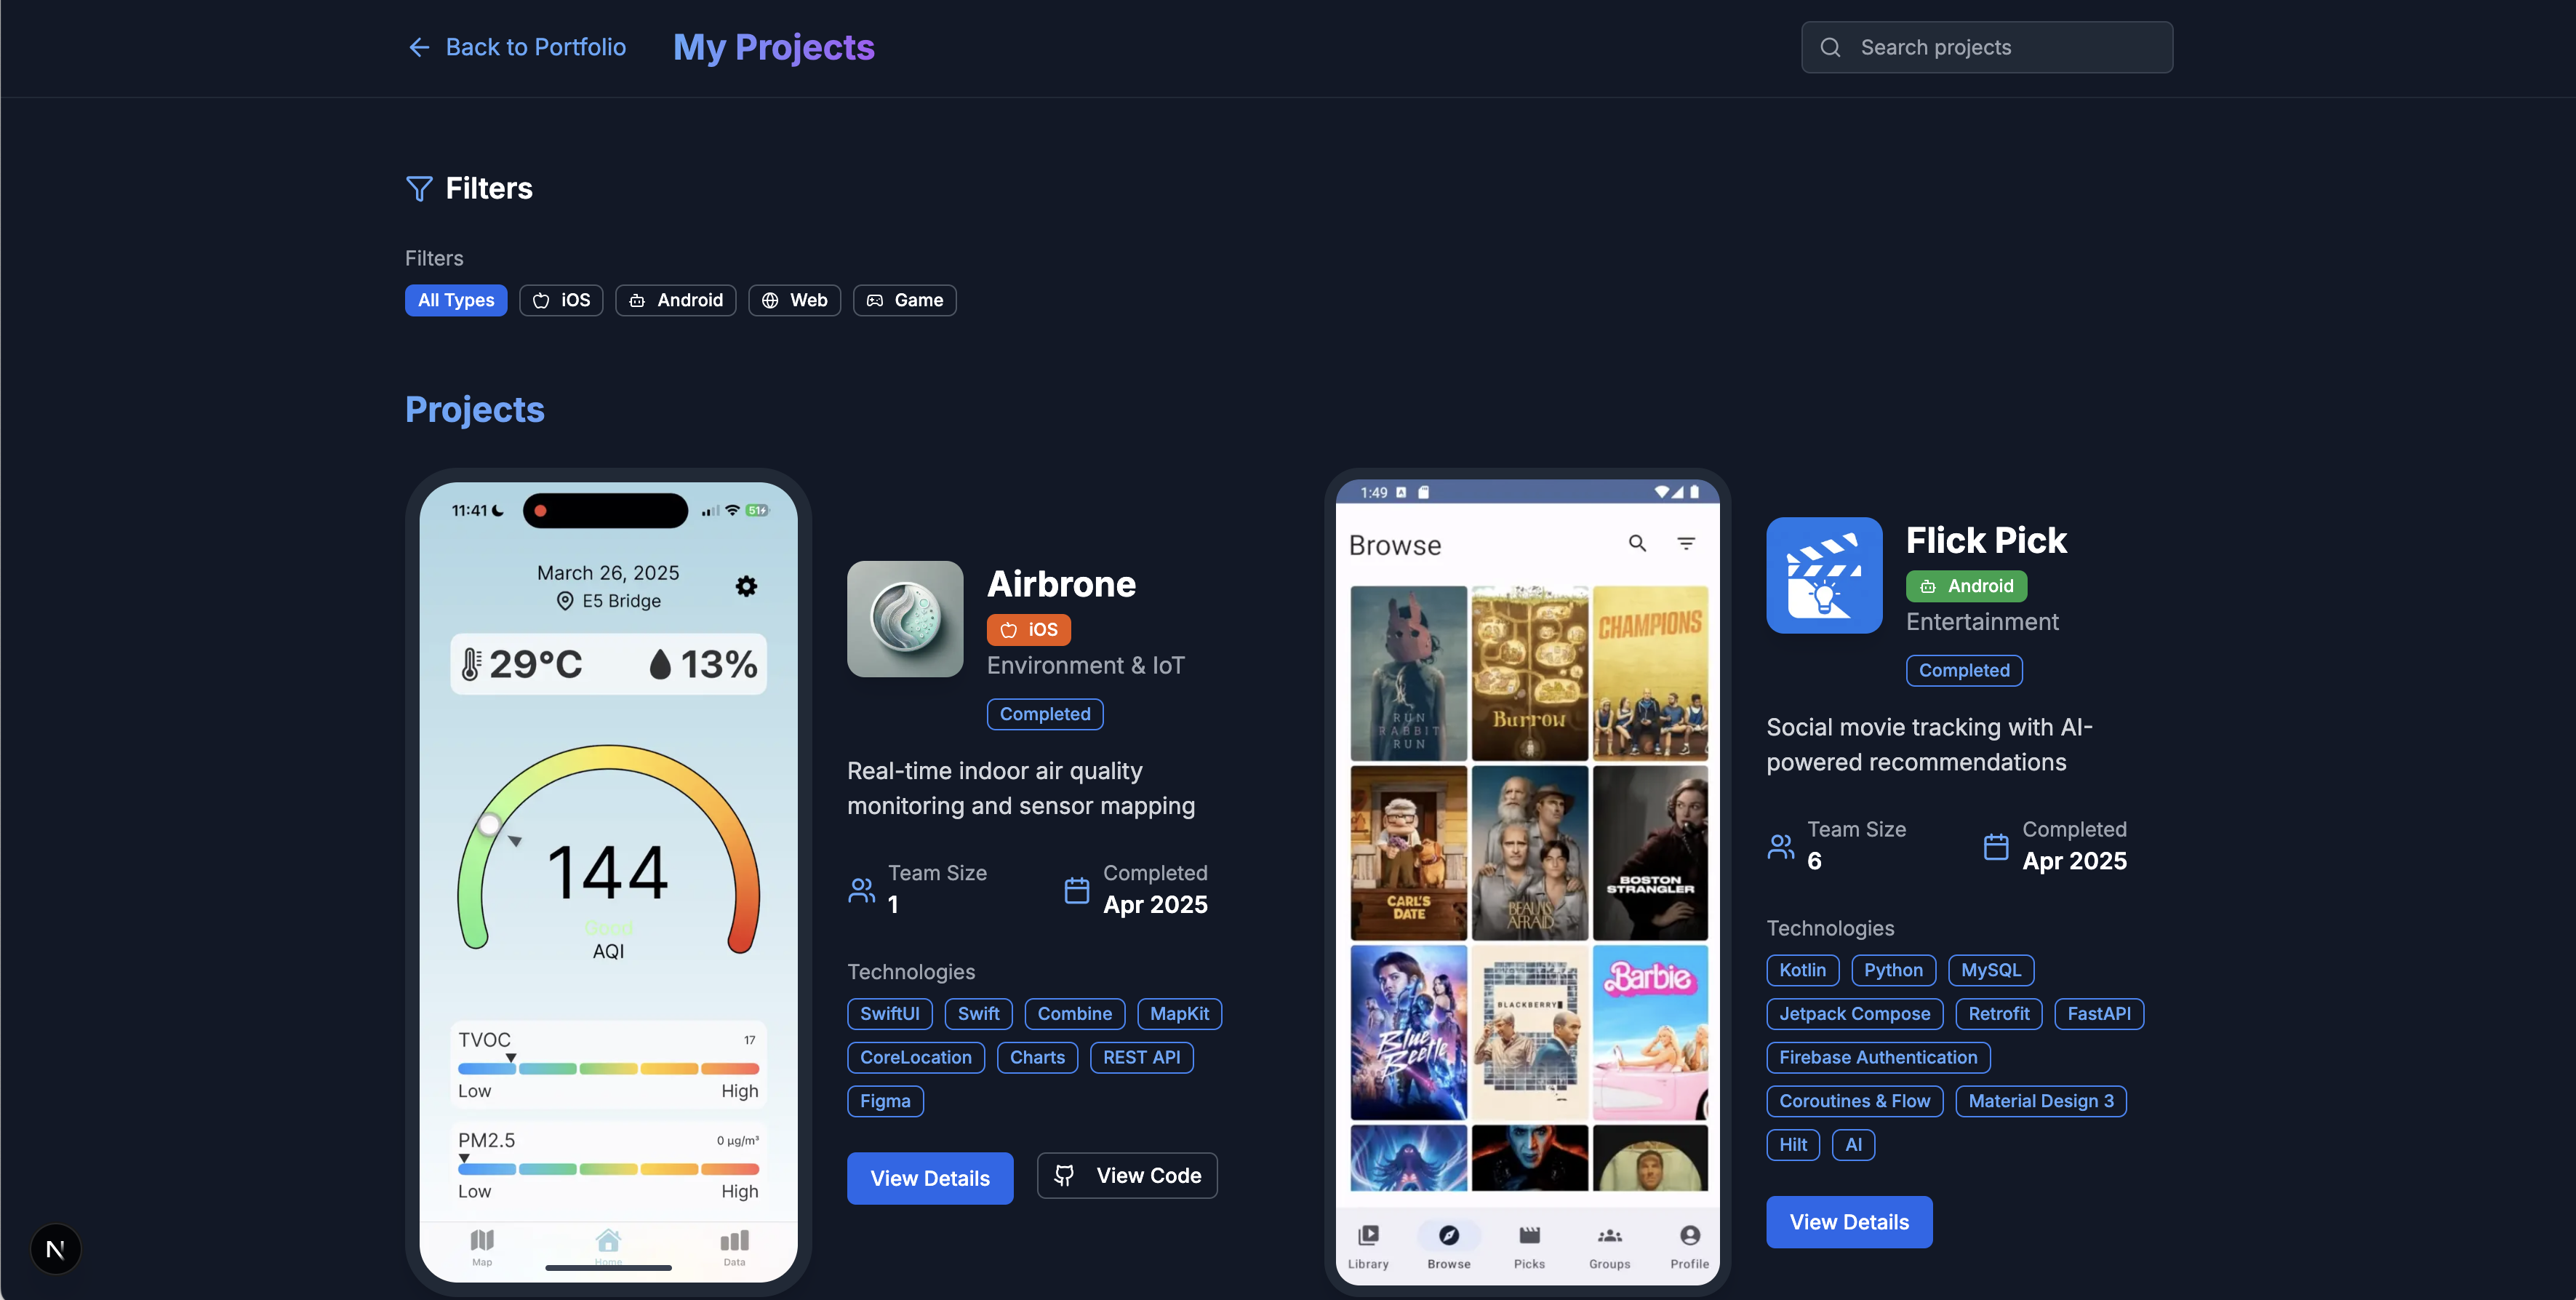 Back to Portfolio
My Projects
Search projects
Filters
Filters
All Types
iOS
Android
Web
Game
Projects
11:41
51
March 26, 2025
E5 Bridge
29°C
13%
144
Good
AQI
TVOC
17
Low
High
PM2.5
0 µg/m³
Low
High
Map
Home
Data
Airbrone
iOS
Environment & IoT
Completed
Real-time indoor air quality
monitoring and sensor mapping
Team Size
1
Completed
Apr 2025
Technologies
SwiftUI
Swift
Combine
MapKit
CoreLocation
Charts
REST API
Figma
View Details
View Code
1:49
Browse
RUN
RABBIT
RUN
Burrow
CHAMPIONS
CARL'S
DATE
BEAU IS
AFRAID
BOSTON
STRANGLER
Blue
Beetle
BLACKBERRY
Barbie
Library
Browse
Picks
Groups
Profile
Flick Pick
Android
Entertainment
Completed
Social movie tracking with AI-
powered recommendations
Team Size
6
Completed
Apr 2025
Technologies
Kotlin
Python
MySQL
Jetpack Compose
Retrofit
FastAPI
Firebase Authentication
Coroutines & Flow
Material Design 3
Hilt
AI
View Details
N